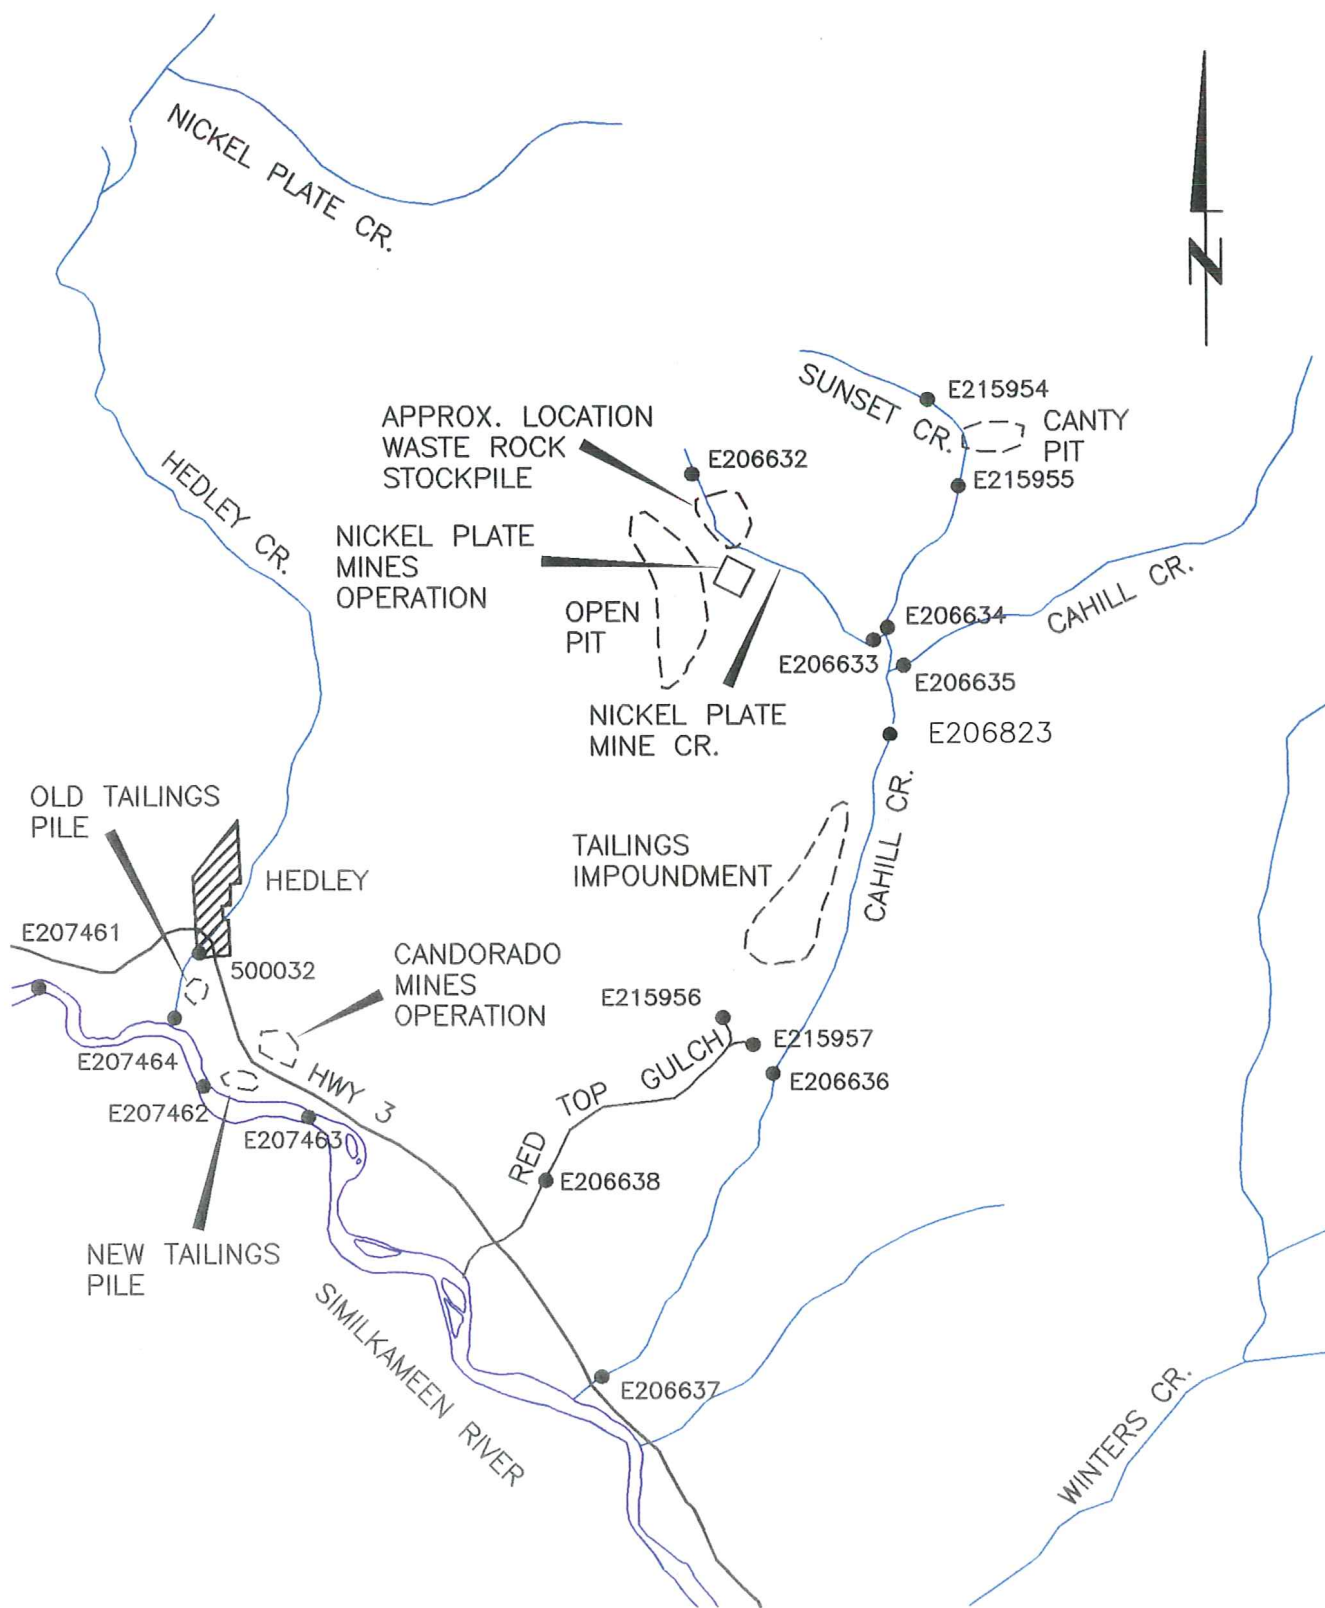 NICKEL PLATE CR.
N
SUNSET CR.
E215954
CANTY
PIT
E215955
APPROX. LOCATION
WASTE ROCK
STOCKPILE
E206632
HEDLEY CR.
NICKEL PLATE
MINES
OPERATION
OPEN
PIT
CAHILL CR.
E206634
E206633
E206635
NICKEL PLATE
MINE CR.
E206823
OLD TAILINGS
PILE
TAILINGS
IMPOUNDMENT
CAHILL CR.
HEDLEY
E207461
500032
CANDORADO
MINES
OPERATION
E215956
E215957
E206636
E207464
HWY 3
RED TOP GULCH
E207462
E207463
E206638
NEW TAILINGS
PILE
SIMILKAMEEN RIVER
E206637
WINTERS CR.